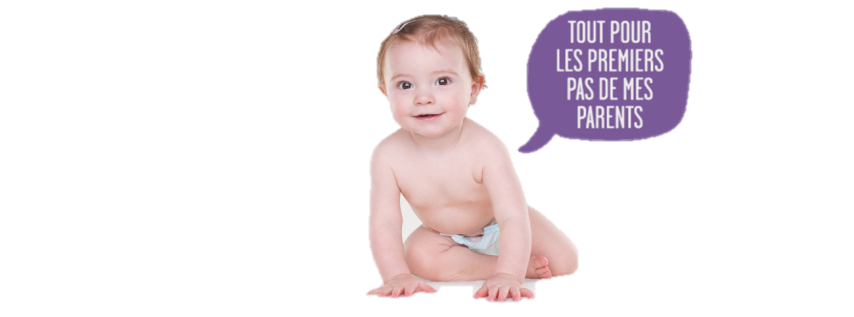 TOUT POUR
LES PREMIERS
PAS DE MES
PARENTS